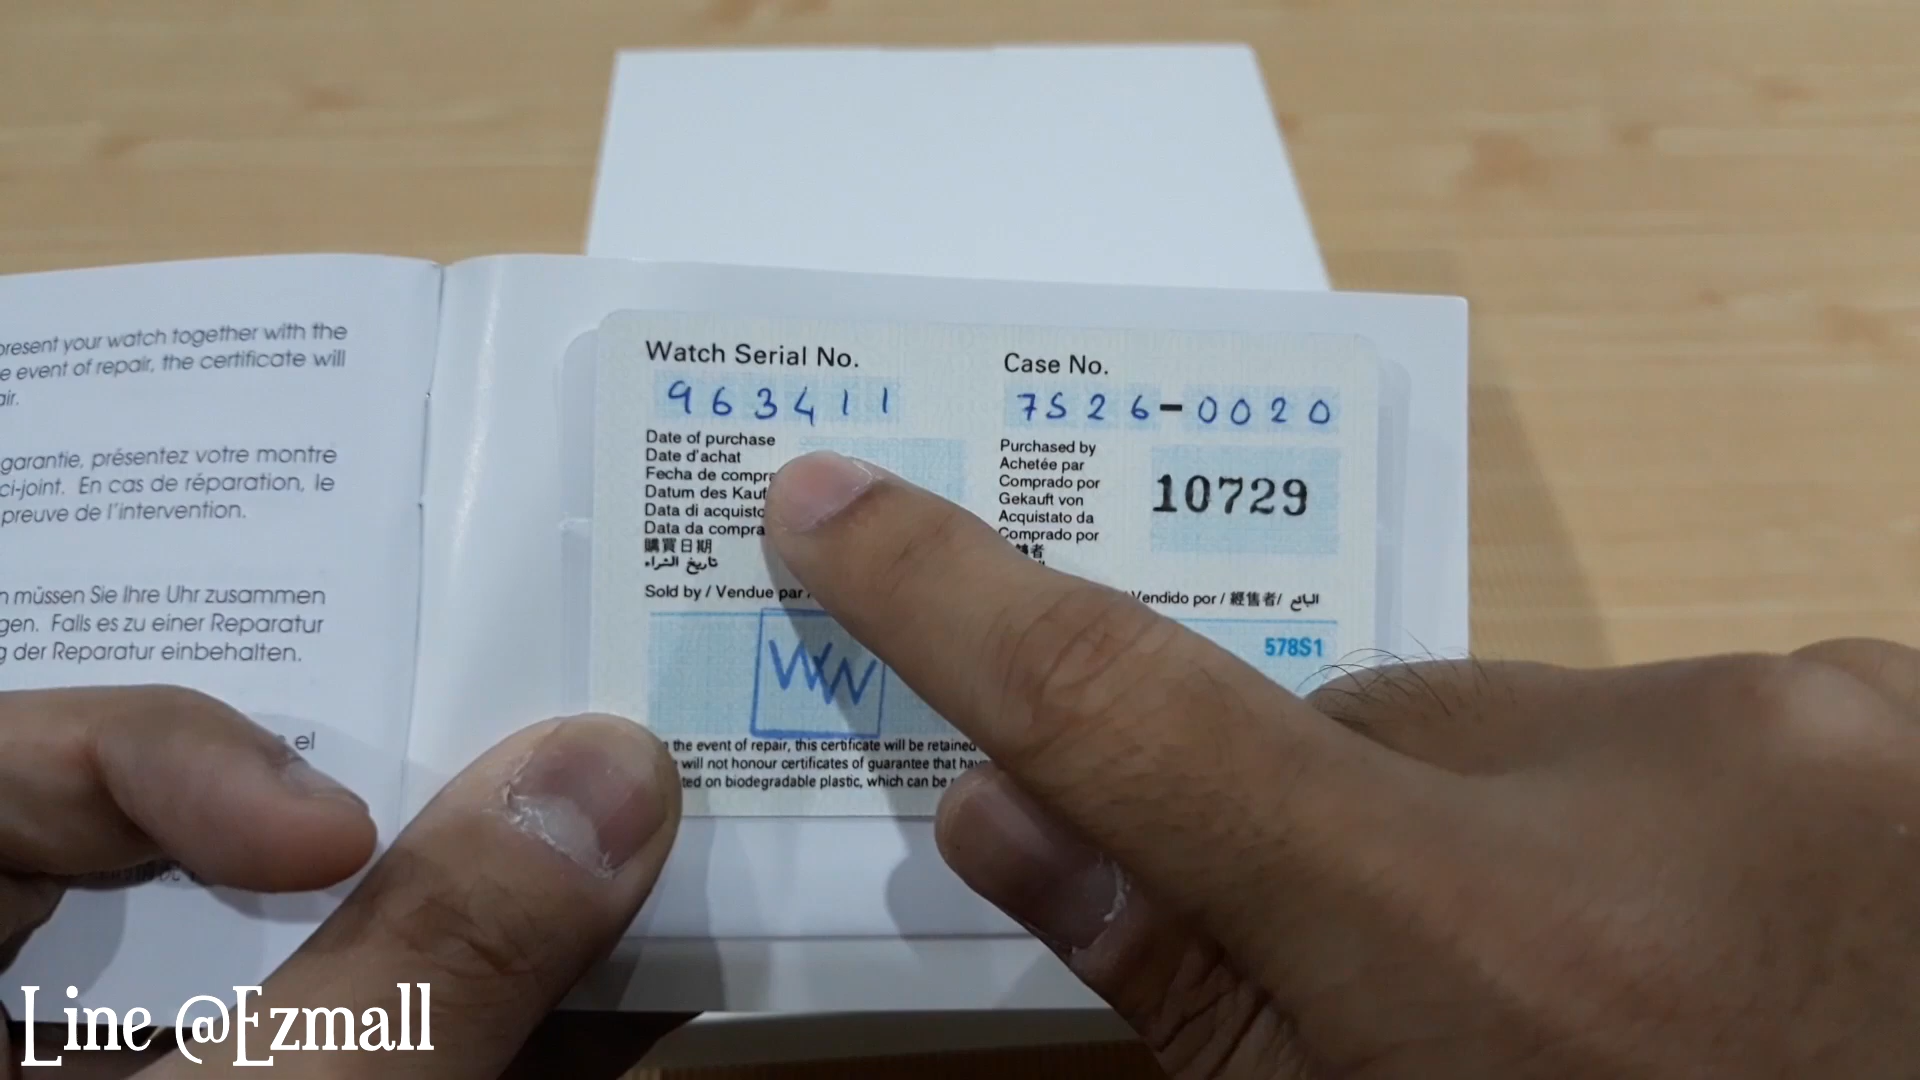 present your watch together with the
e event of repair, the certificate will
air.
garantie, présentez votre montre
ci-joint. En cas de réparation, le
preuve de l'intervention.
n müssen Sie Ihre Uhr zusammen
gen. Falls es zu einer Reparatur
g der Reparatur einbehalten.
el
Watch Serial No.
963411
Date of purchase
Date d'achat
Fecha de compra
Datum des Kauf
Data di acquisto
Data da compra
購買日期
تاريخ الشراء
Case No.
7S26-0020
Purchased by
Achetée par
Comprado por
Gekauft von
Acquistato da
Comprado por
者
10729
Sold by / Vendue par /
Vendido por / 經售者/ البائع
578S1
the event of repair, this certificate will be retained
will not honour certificates of guarantee that hav
ted on biodegradable plastic, which can be
Line @Ezmall